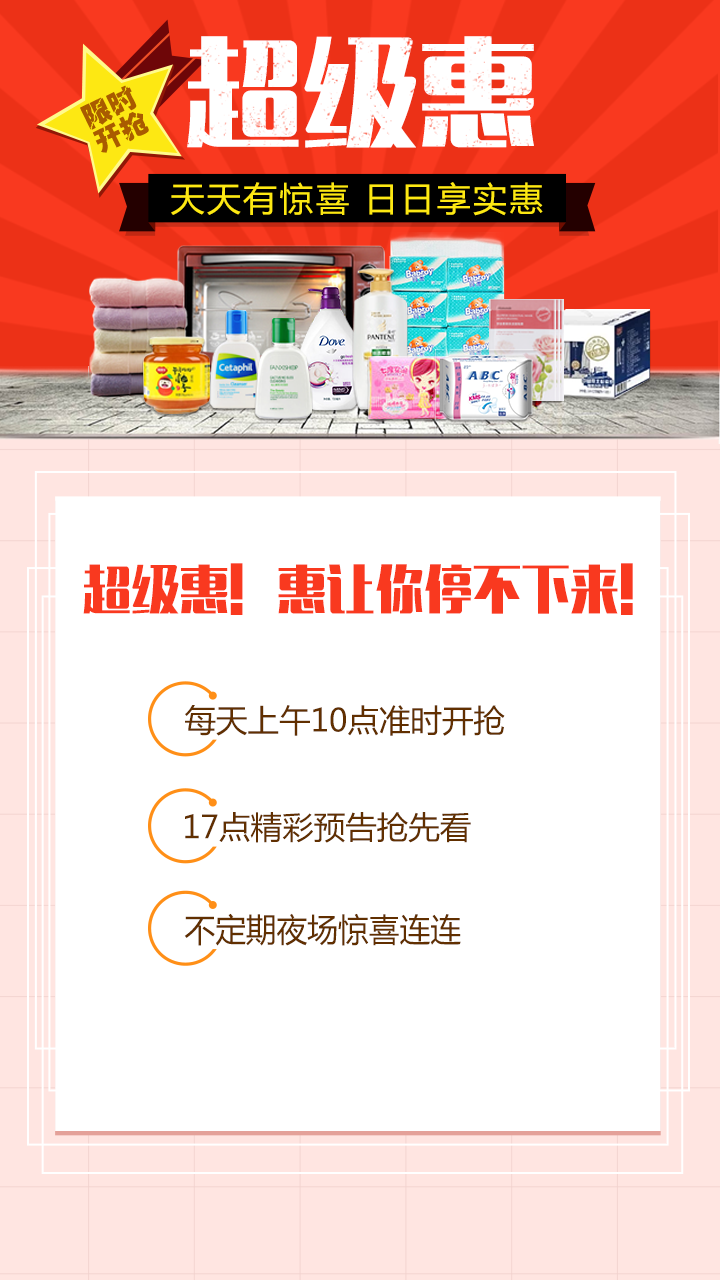 限时
开抢
超级惠
天天有惊喜 日日享实惠
Babroy
Babroy
Dove
PANTENE
Cetaphil
ABC
KMS
超级惠! 惠让你停不下来!
每天上午10点准时开抢
17点精彩预告抢先看
不定期夜场惊喜连连